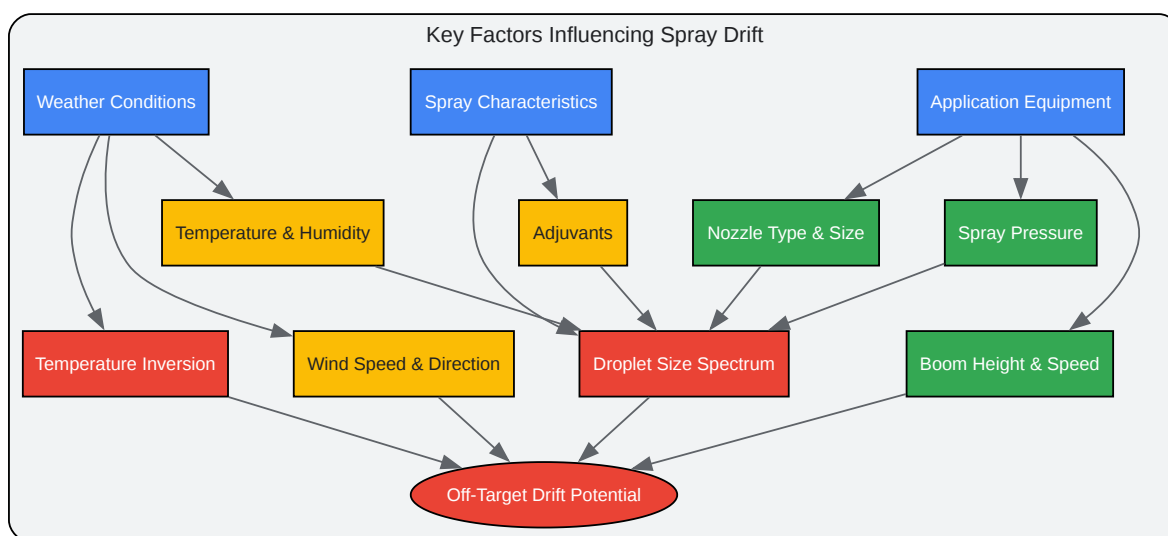 Key Factors Influencing Spray Drift
Weather Conditions
Spray Characteristics
Application Equipment
Temperature & Humidity
Adjuvants
Nozzle Type & Size
Spray Pressure
Temperature Inversion
Wind Speed & Direction
Droplet Size Spectrum
Boom Height & Speed
Off-Target Drift Potential